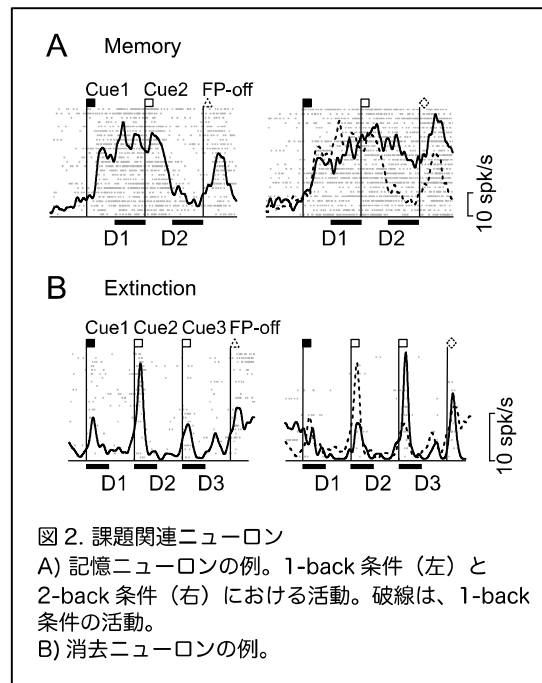 A Memory
Cue1 Cue2 FP-off
D1 D2 D1 D2
10 spk/s
B Extinction
Cue1 Cue2 Cue3 FP-off
D1 D2 D3 D1 D2 D3
10 spk/s
図 2. 課題関連ニューロン
A) 記憶ニューロンの例。1-back 条件（左）と
2-back 条件（右）における活動。破線は、1-back
条件の活動。
B) 消去ニューロンの例。